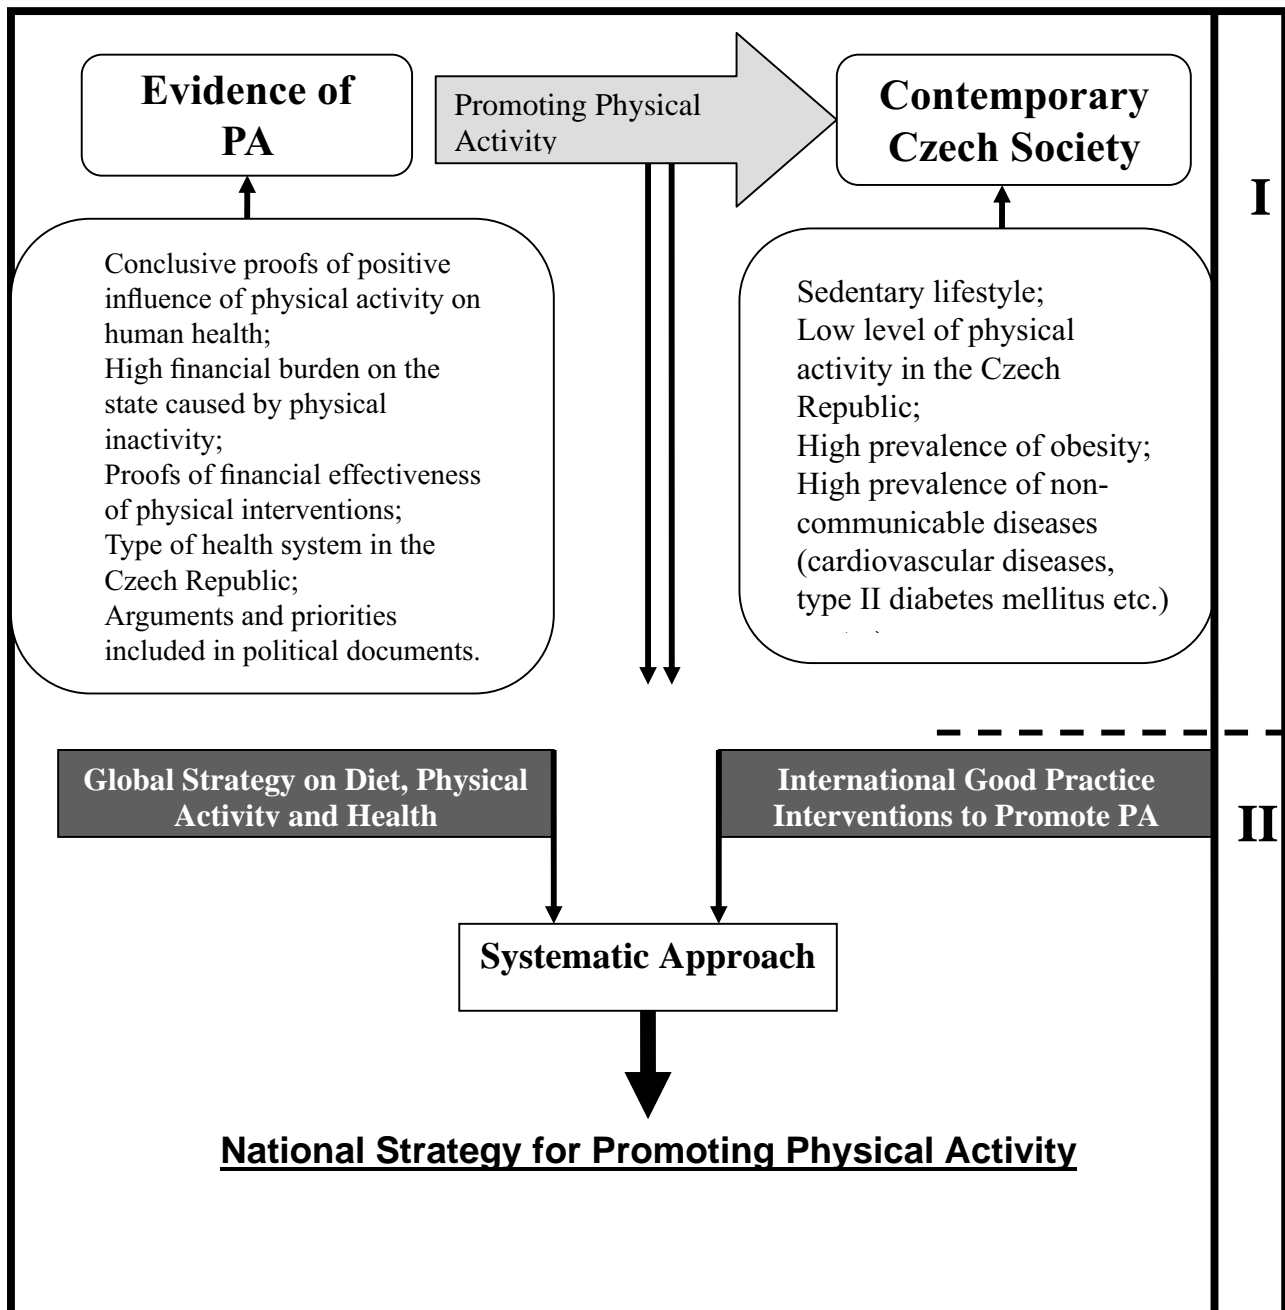 Evidence of
PA
Promoting Physical
Activity
Contemporary
Czech Society
I
Conclusive proofs of positive
influence of physical activity on
human health;
High financial burden on the
state caused by physical
inactivity;
Proofs of financial effectiveness
of physical interventions;
Type of health system in the
Czech Republic;
Arguments and priorities
included in political documents.
Sedentary lifestyle;
Low level of physical
activity in the Czech
Republic;
High prevalence of obesity;
High prevalence of non-
communicable diseases
(cardiovascular diseases,
type II diabetes mellitus etc.)
Global Strategy on Diet, Physical
Activity and Health
International Good Practice
Interventions to Promote PA
II
Systematic Approach
National Strategy for Promoting Physical Activity